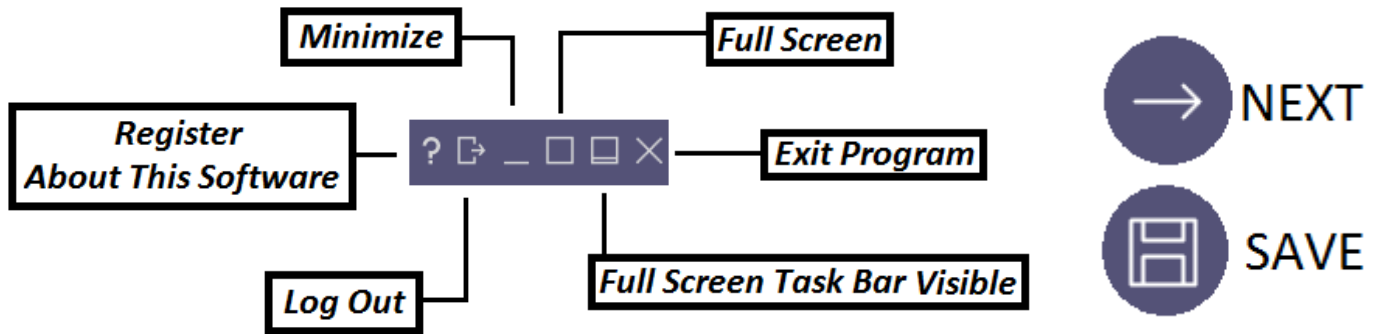 Minimize
Full Screen
Register
About This Software
?
Exit Program
Log Out
Full Screen Task Bar Visible
NEXT
SAVE